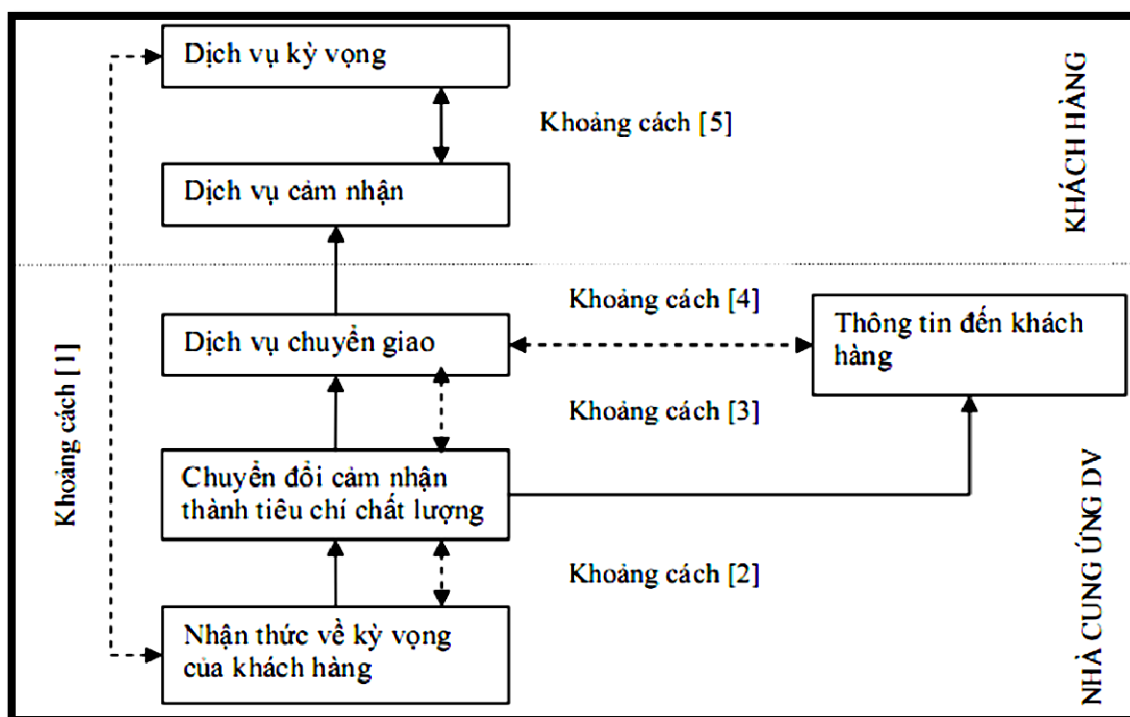 Dịch vụ kỳ vọng
Khoảng cách [5]
Dịch vụ cảm nhận
KHÁCH HÀNG
Khoảng cách [4]
Dịch vụ chuyển giao
Thông tin đến khách
hàng
Khoảng cách [1]
Khoảng cách [3]
Chuyển đổi cảm nhận
thành tiêu chí chất lượng
Khoảng cách [2]
Nhận thức về kỳ vọng
của khách hàng
NHÀ CUNG ỨNG DV